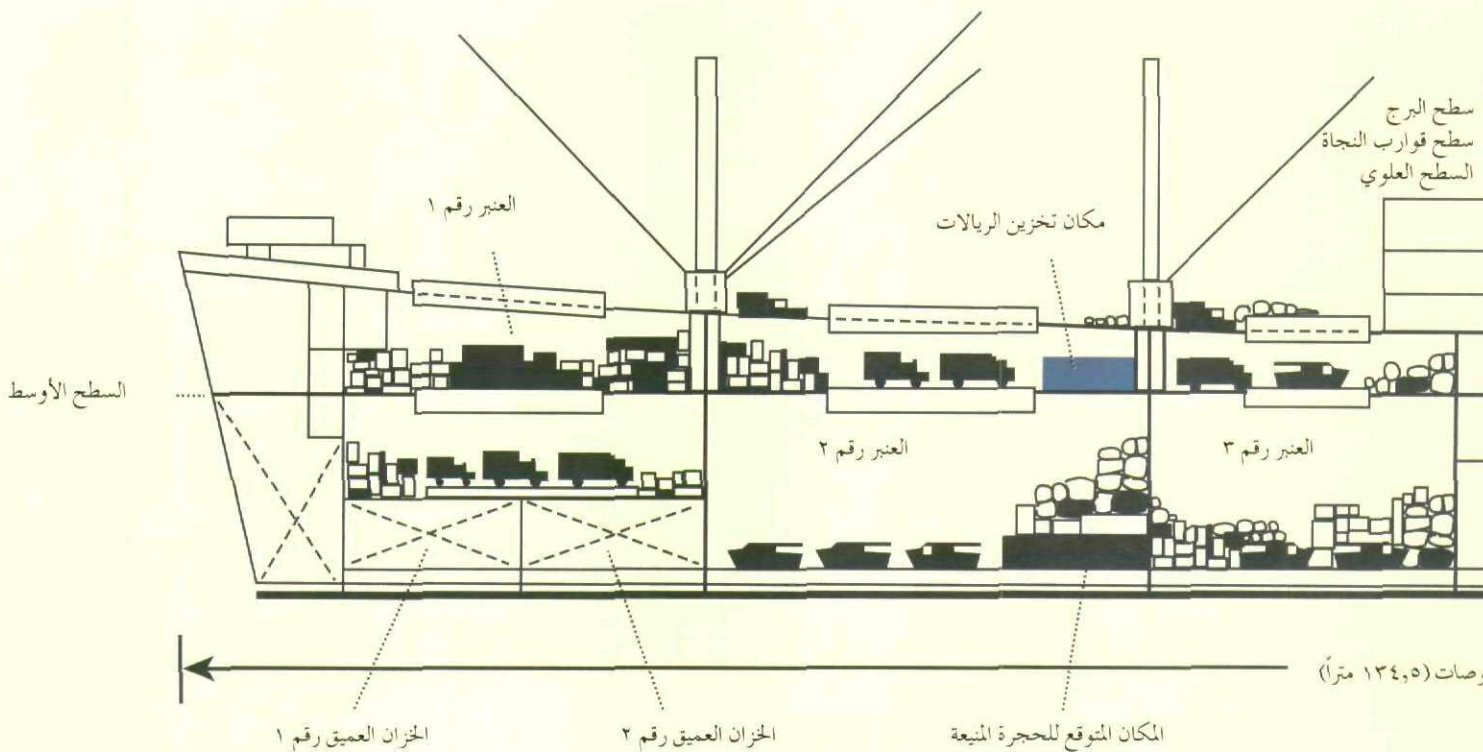 سطح البرج
سطح قوارب النجاة
السطح العلوي
العنبر رقم ١
مكان تخزين الريالات
السطح الأوسط
العنبر رقم ٢
العنبر رقم ٣
(١٣٤,٥ متراً)
الخزان العميق رقم ١
الخزان العميق رقم ٢
المكان المتوقع للحجرة المنيعة